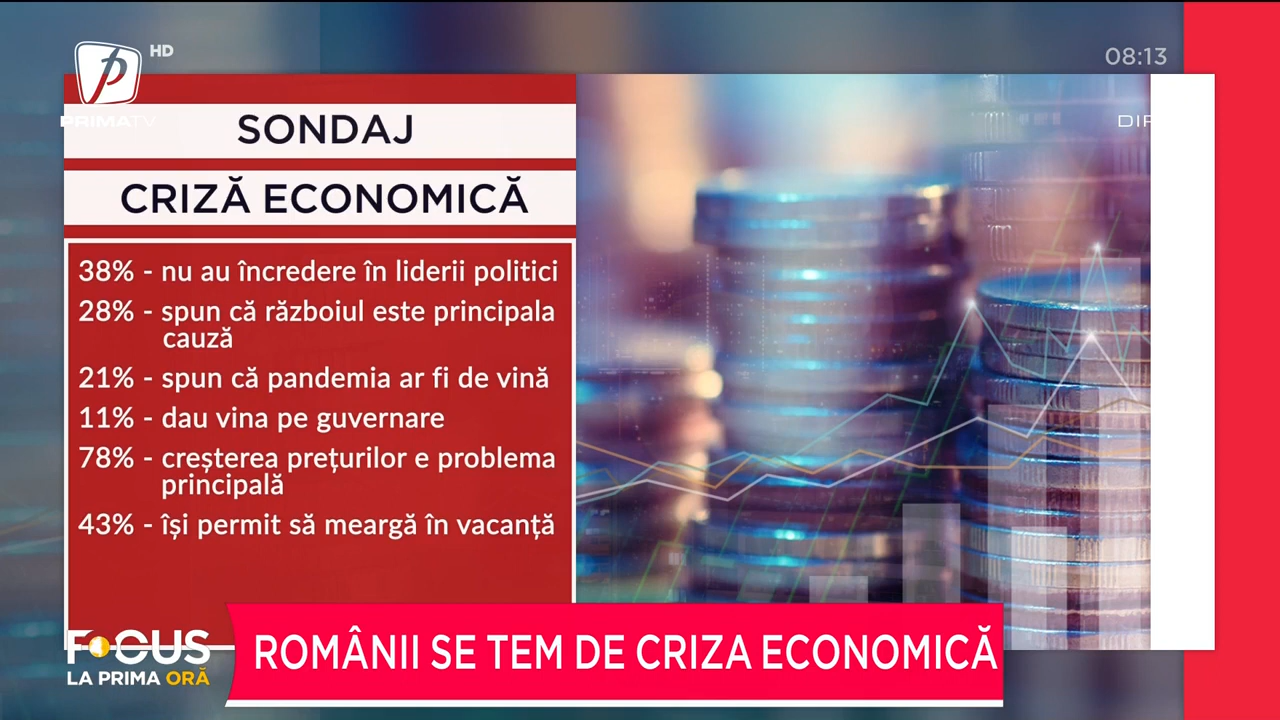 HD
08:13
PRIMATV
DIR
SONDAJ
CRIZĂ ECONOMICĂ
38% - nu au încredere în liderii politici
28% - spun că războiul este principala
cauză
21% - spun că pandemia ar fi de vină
11% - dau vina pe guvernare
78% - creșterea prețurilor e problema
principală
43% - își permit să meargă în vacanță
FOCUS
LA PRIMA ORĂ
ROMÂNII SE TEM DE CRIZA ECONOMICĂ